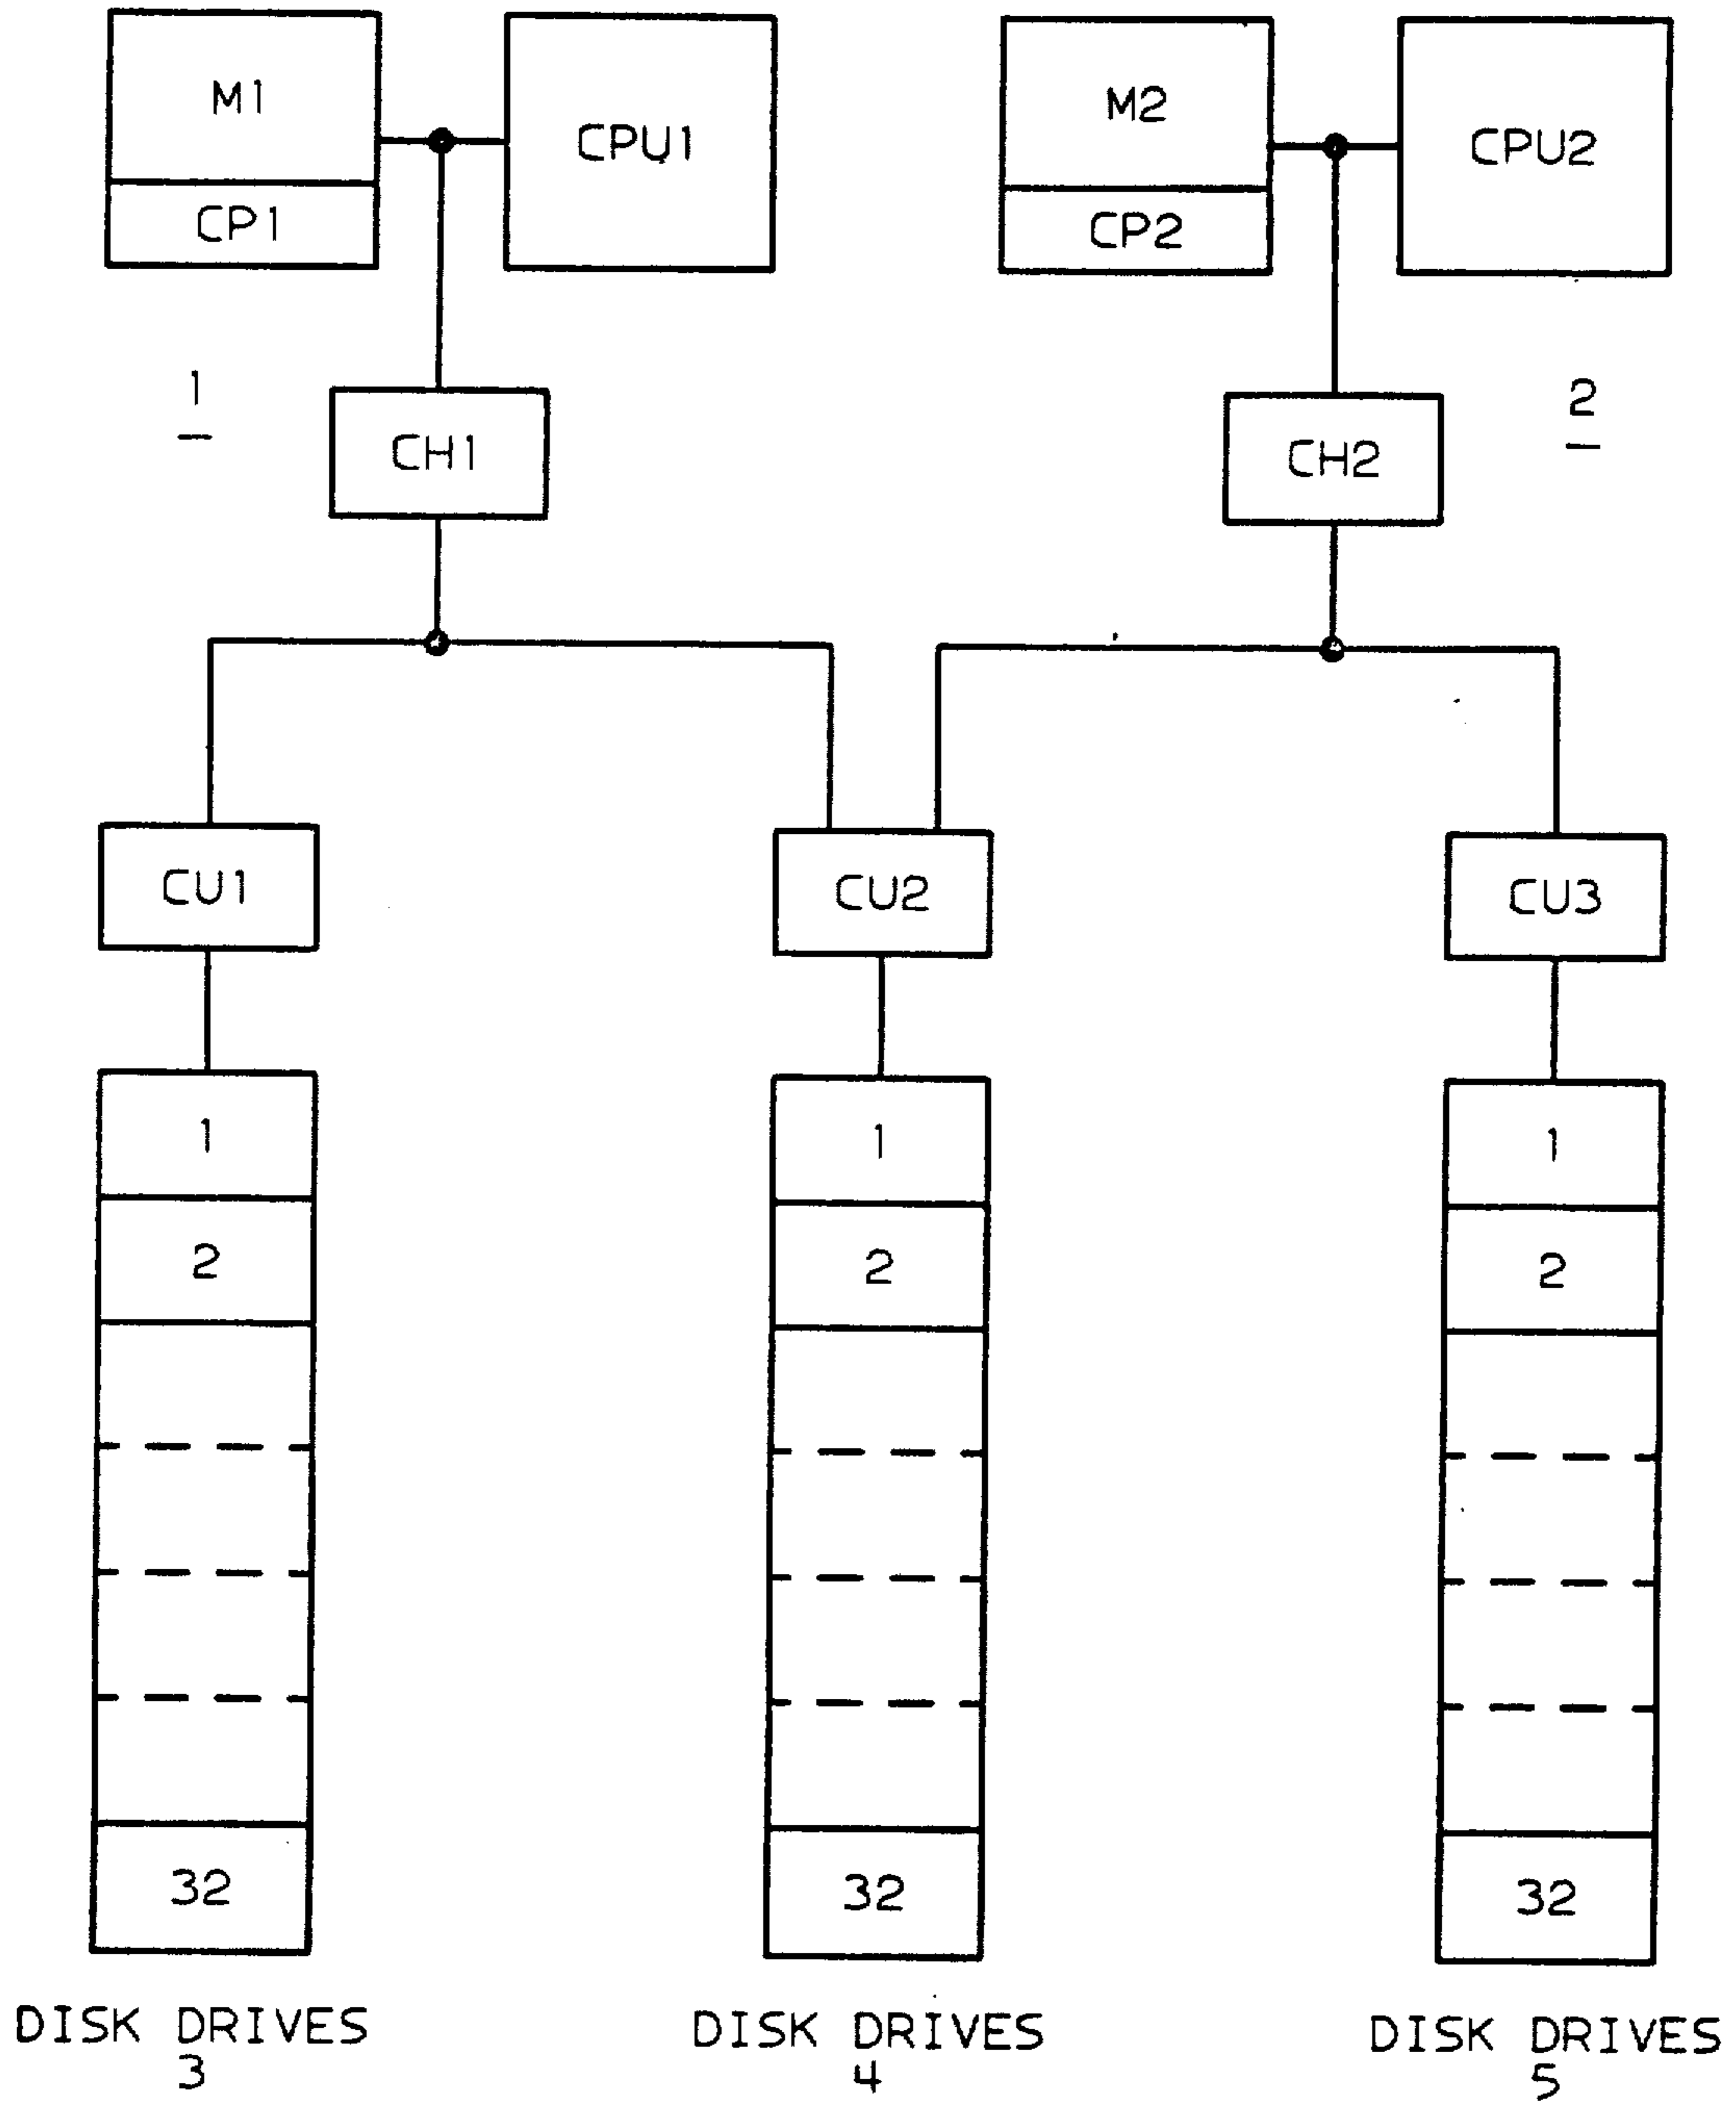 M1
CPU1
M2
CPU2
CP1
CP2
1
2
CH1
CH2
CU1
CU2
CU3
1
1
1
2
2
2
32
32
32
DISK DRIVES
3
DISK DRIVES
4
DISK DRIVES
5